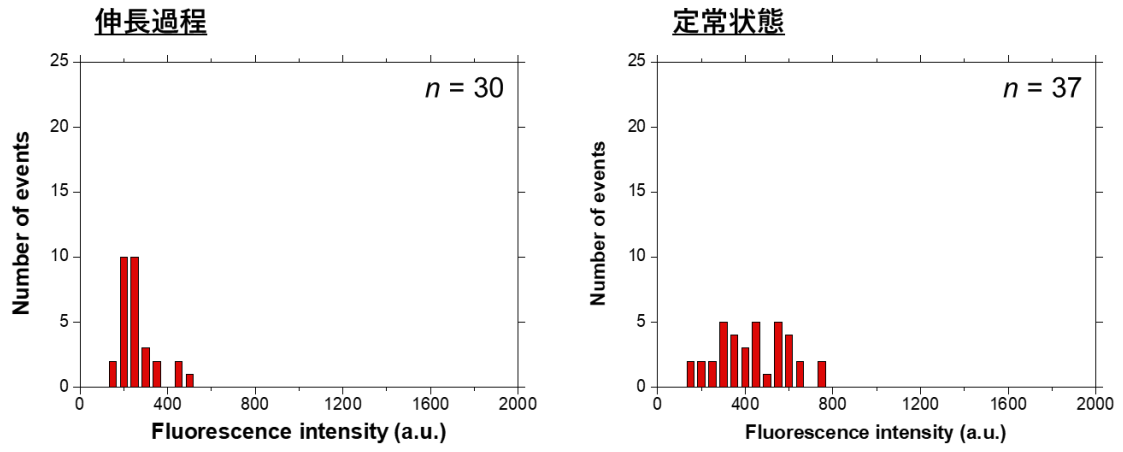 伸長過程
n = 30
25
20
15
10
5
0
Number of events
0 400 800 1200 1600 2000
Fluorescence intensity (a.u.)
定常状態
n = 37
25
20
15
10
5
0
Number of events
0 400 800 1200 1600 2000
Fluorescence intensity (a.u.)